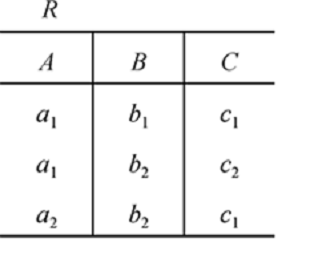 R
A B C
a₁ b₁ c₁
a₁ b₂ c₂
a₂ b₂ c₁